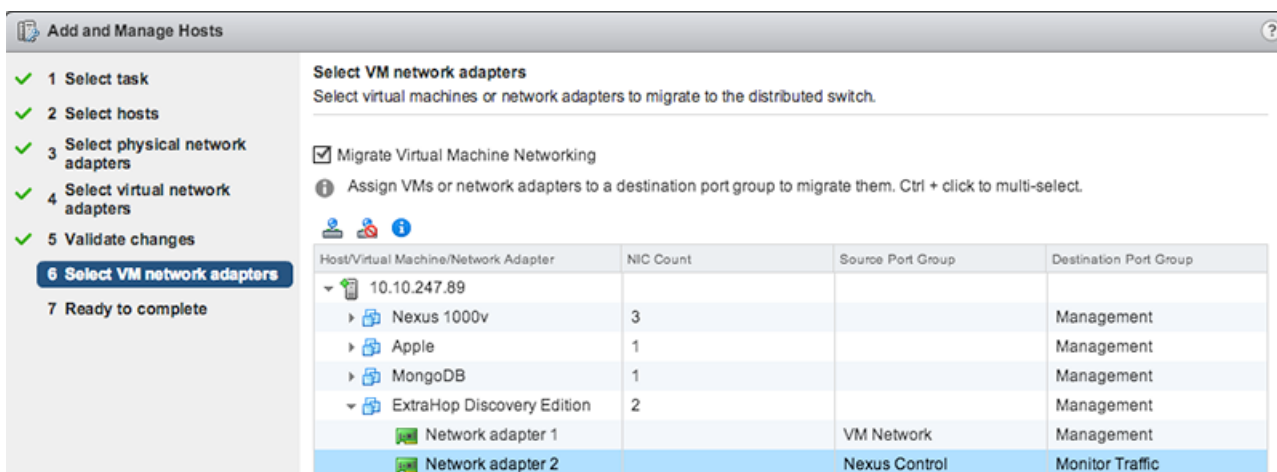 Add and Manage Hosts
?
1 Select task
2 Select hosts
3 Select physical network
adapters
4 Select virtual network
adapters
5 Validate changes
6 Select VM network adapters
7 Ready to complete
Select VM network adapters
Select virtual machines or network adapters to migrate to the distributed switch.
Migrate Virtual Machine Networking
Assign VMs or network adapters to a destination port group to migrate them. Ctrl + click to multi-select.
Host/Virtual Machine/Network Adapter NIC Count Source Port Group Destination Port Group
10.10.247.89
Nexus 1000v 3 Management
Apple 1 Management
MongoDB 1 Management
ExtraHop Discovery Edition 2 Management
Network adapter 1 VM Network Management
Network adapter 2 Nexus Control Monitor Traffic